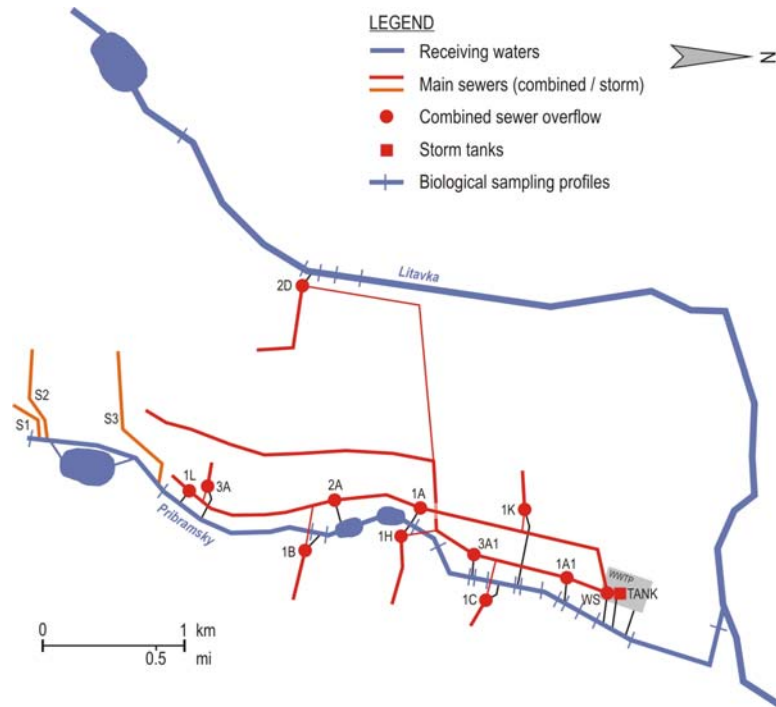 LEGEND
Receiving waters
Main sewers (combined / storm)
Combined sewer overflow
Storm tanks
Biological sampling profiles
N
Litavka
2D
S2
S1
S3
1L
3A
2A
1A
1K
Pribramsky
1B
1H
3A1
1A1
WWTP
1C
WS
TANK
0 1 km
0.5 mi